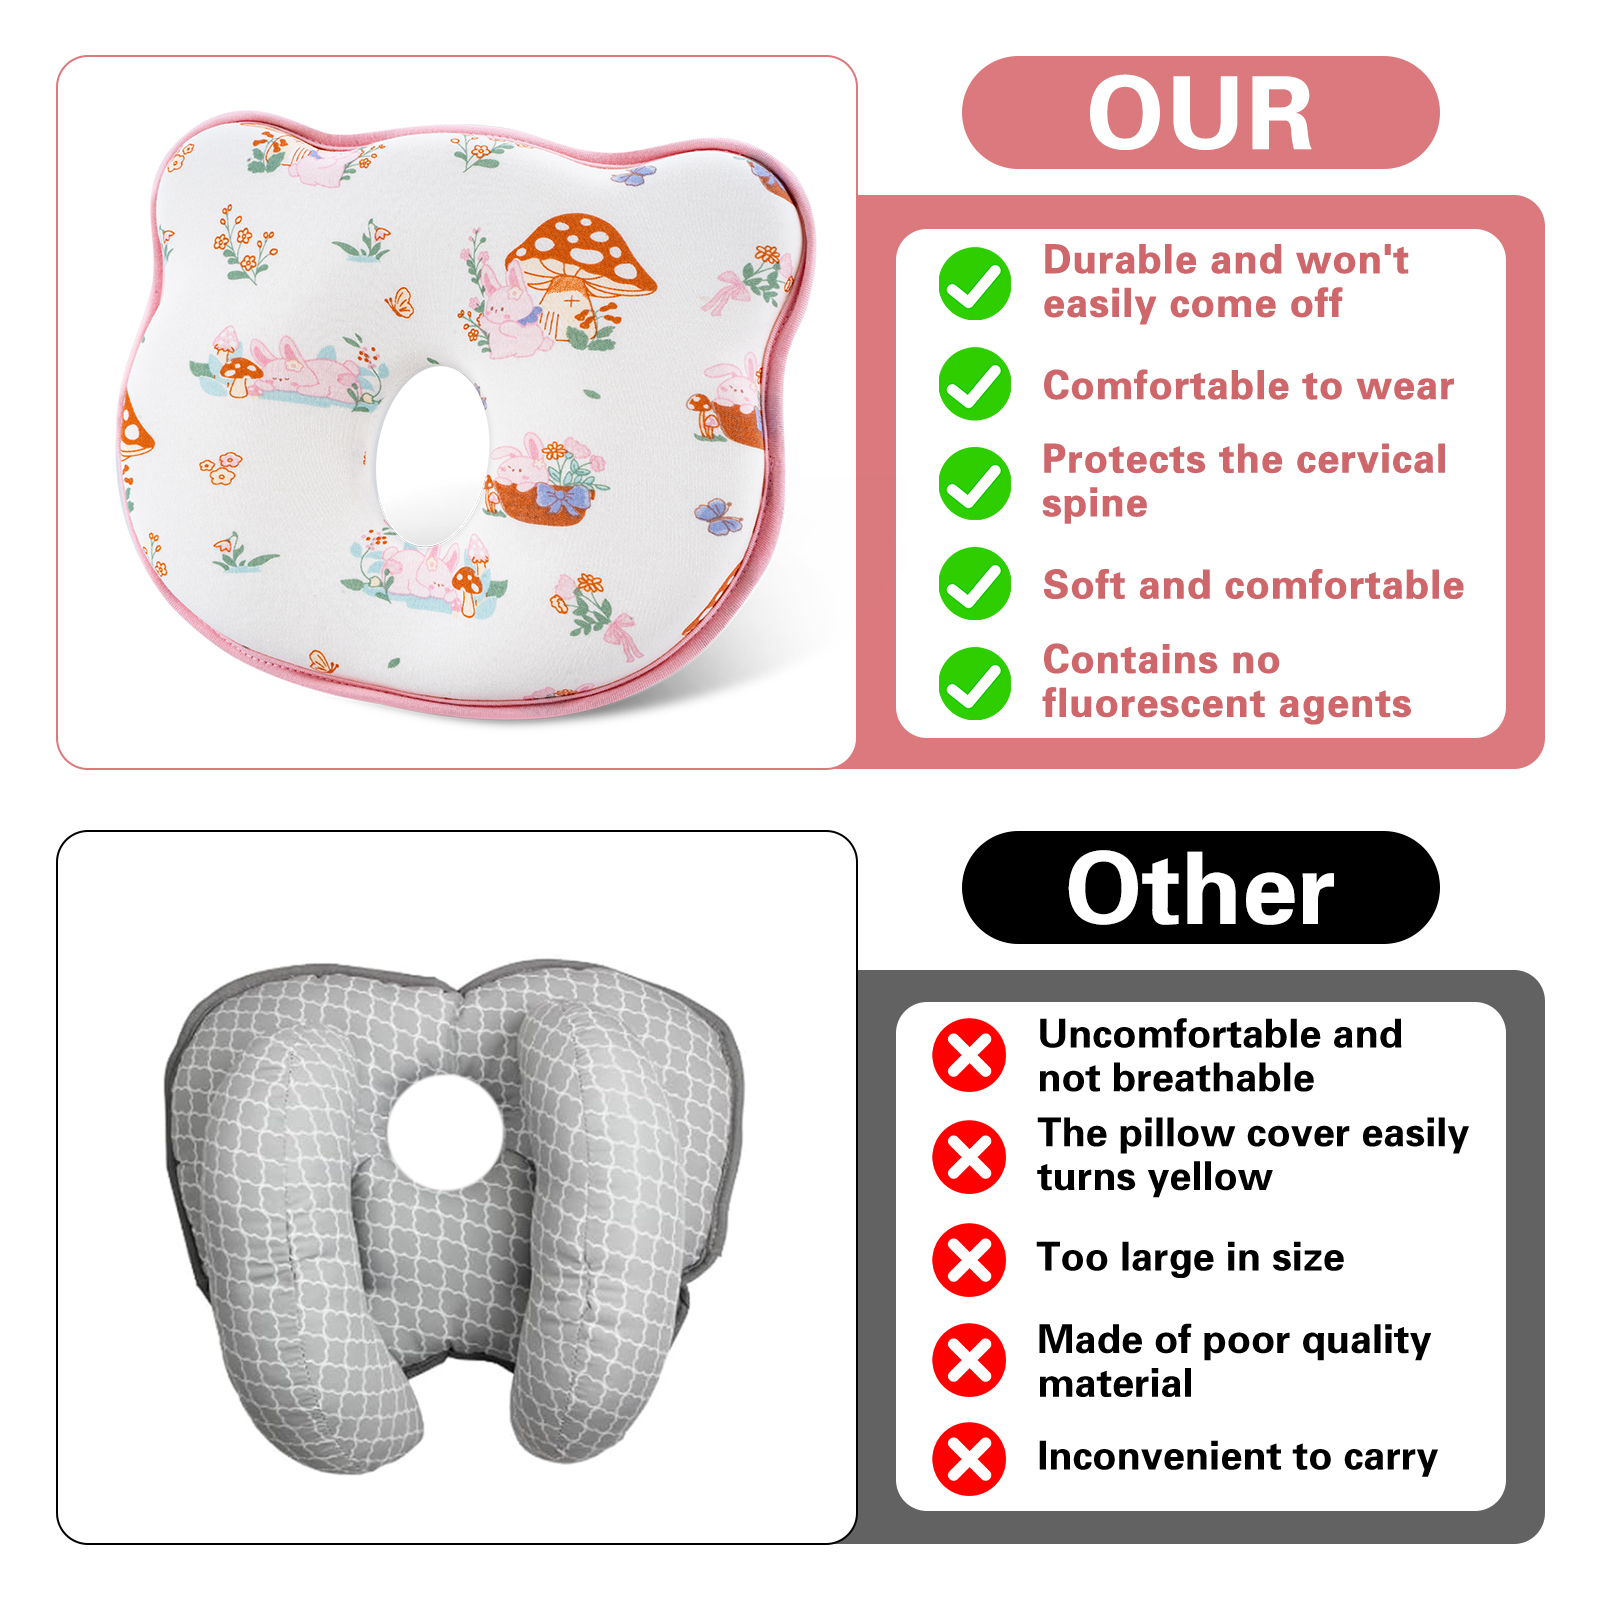 OUR
Durable and won't
easily come off
Comfortable to wear
Protects the cervical
spine
Soft and comfortable
Contains no
fluorescent agents
Other
Uncomfortable and
not breathable
The pillow cover easily
turns yellow
Too large in size
Made of poor quality
material
Inconvenient to carry